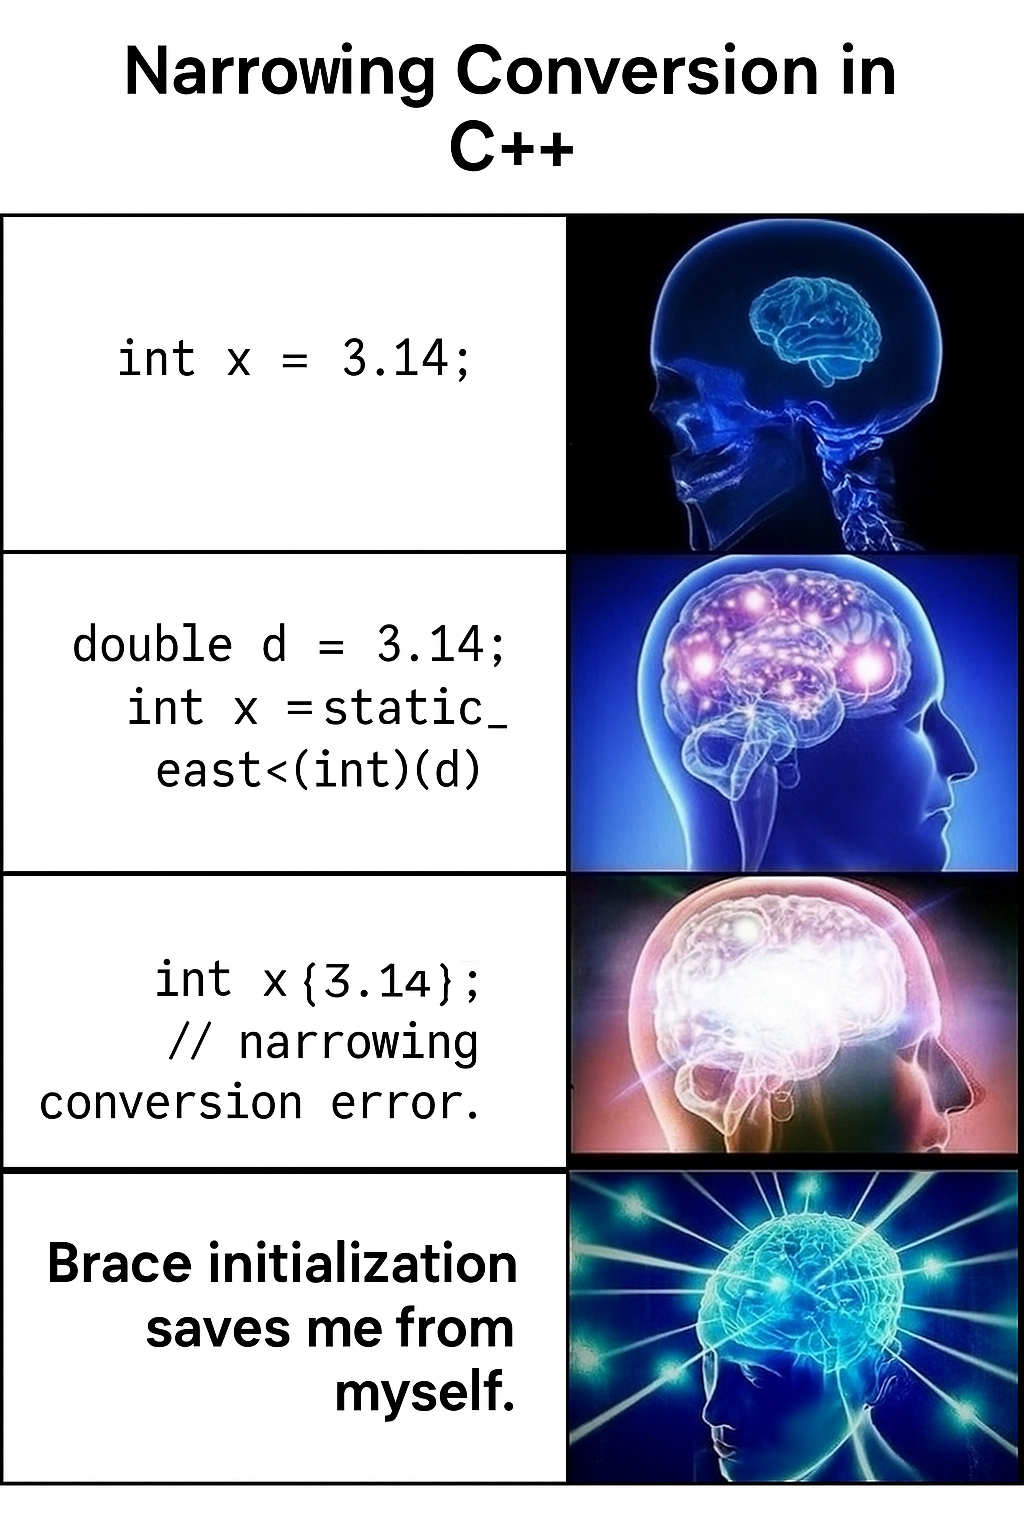 Narrowing Conversion in
C++
int x = 3.14;
double d = 3.14;
int x = static_
east<(int)(d)
int x{3.14};
// narrowing
conversion error.
Brace initialization
saves me from
myself.